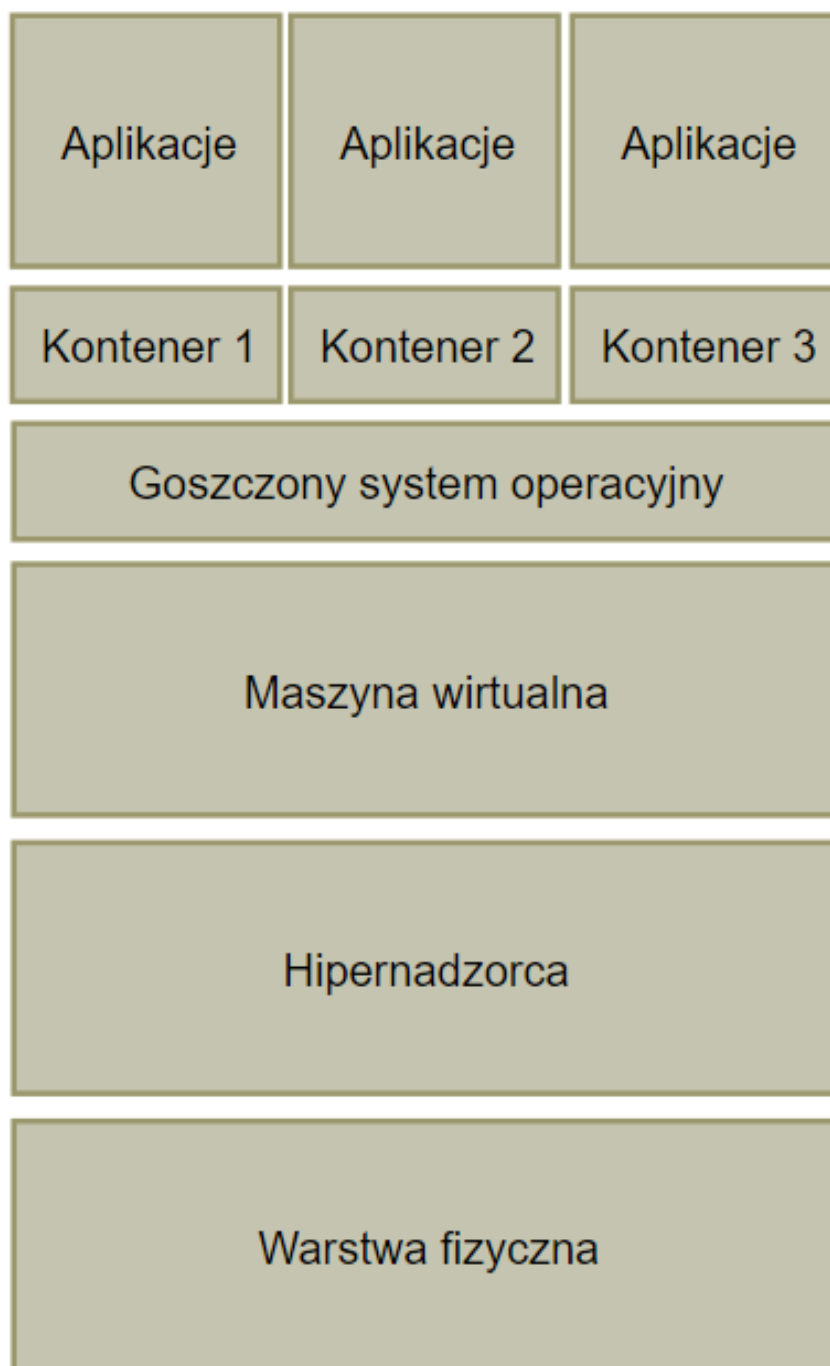 Aplikacje Aplikacje Aplikacje
Kontener 1 Kontener 2 Kontener 3
Goszczony system operacyjny
Maszyna wirtualna
Hipernadzorca
Warstwa fizyczna